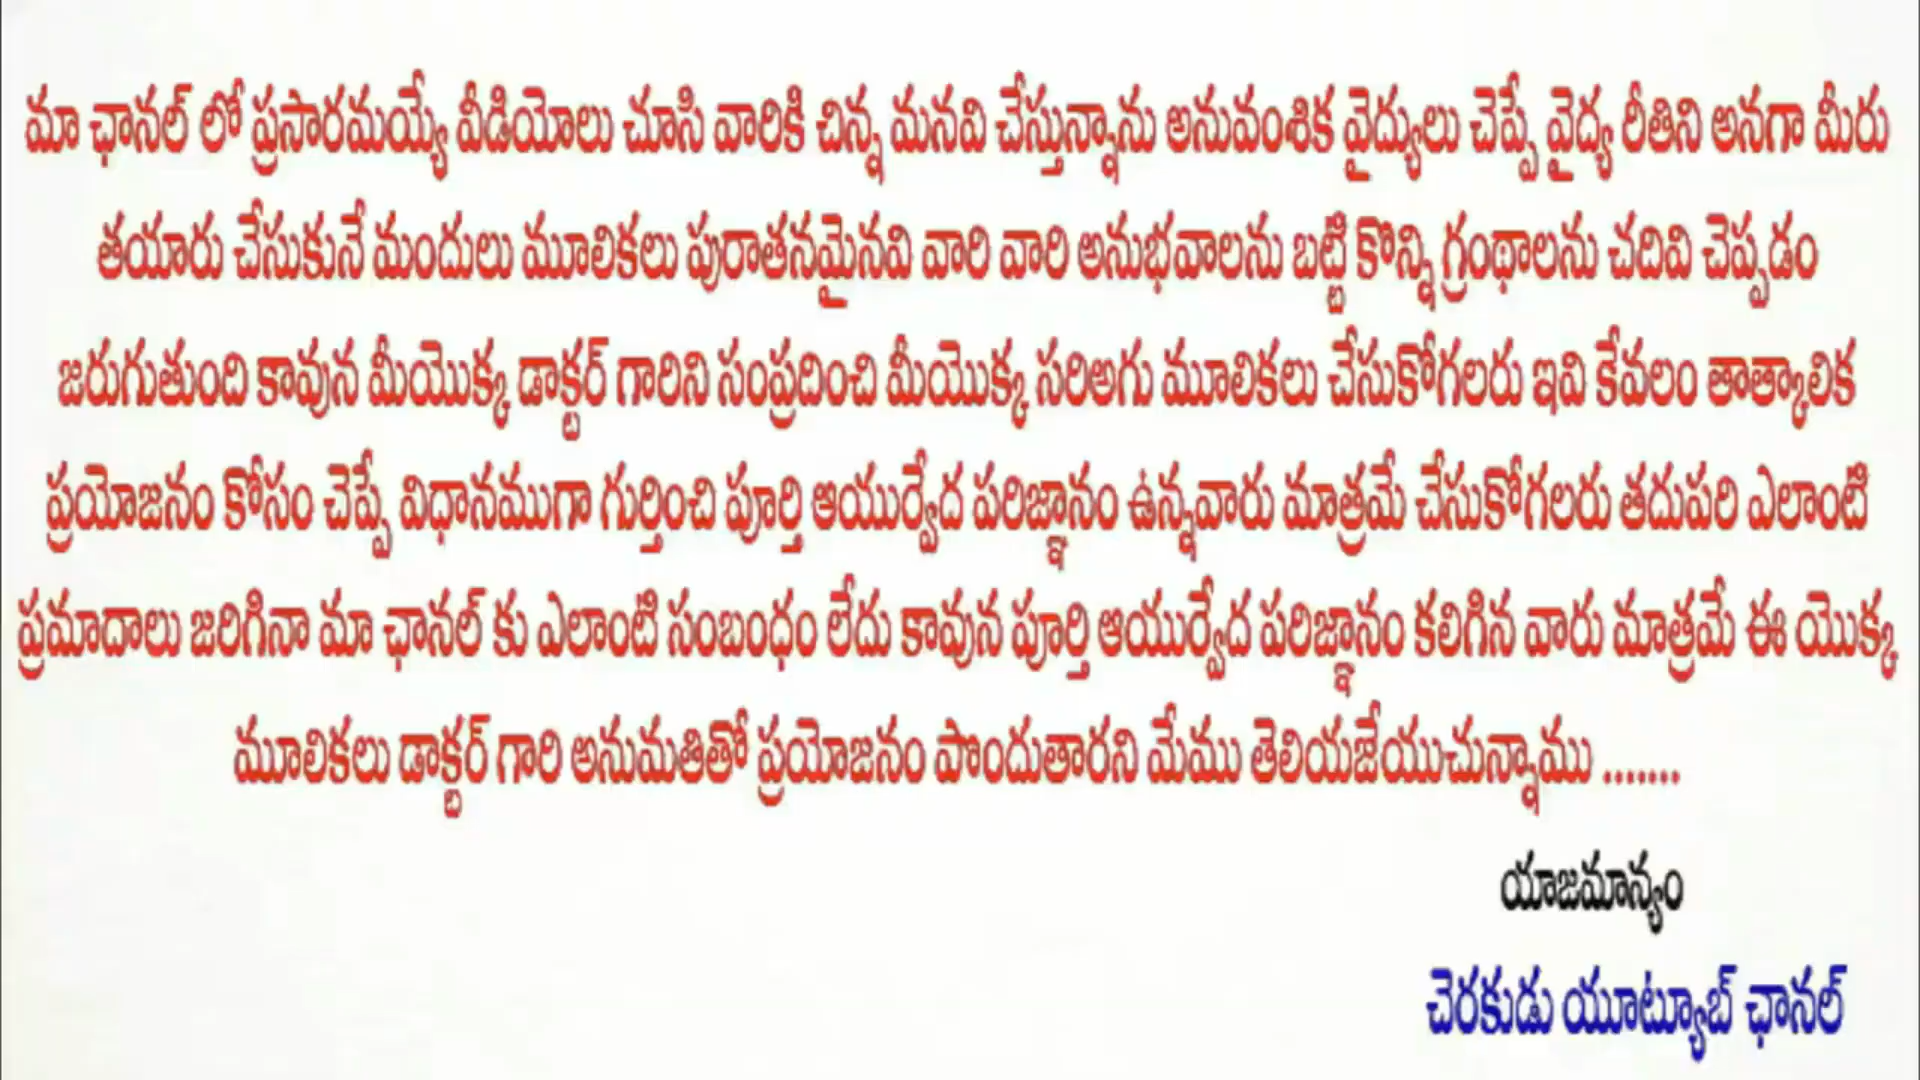 మా ఛానల్ లో ప్రసారమయ్యే వీడియోలు చూసి వారికి చిన్న మనవి చేస్తున్నాను అనువంశిక వైద్యులు చెప్పే వైద్య రీతిని అనగా మీరు
తయారు చేసుకునే మందులు మూలికలు పురాతనమైనవి వారి వారి అనుభవాలను బట్టి కొన్ని గ్రంథాలను చదివి చెప్పడం
జరుగుతుంది కావున మీయొక్క డాక్టర్ గారిని సంప్రదించి మీయొక్క సరిఅగు మూలికలు చేసుకోగలరు ఇవి కేవలం తాత్కాలిక
ప్రయోజనం కోసం చెప్పే విధానముగా గుర్తించి పూర్తి ఆయుర్వేద పరిజ్ఞానం ఉన్నవారు మాత్రమే చేసుకోగలరు తదుపరి ఎలాంటి
ప్రమాదాలు జరిగినా మా ఛానల్ కు ఎలాంటి సంబంధం లేదు కావున పూర్తి ఆయుర్వేద పరిజ్ఞానం కలిగిన వారు మాత్రమే ఈ యొక్క
మూలికలు డాక్టర్ గారి అనుమతితో ప్రయోజనం పొందుతారని మేము తెలియజేయుచున్నాము .......
యాజమాన్యం
చెరకుడు యూట్యూబ్ ఛానల్